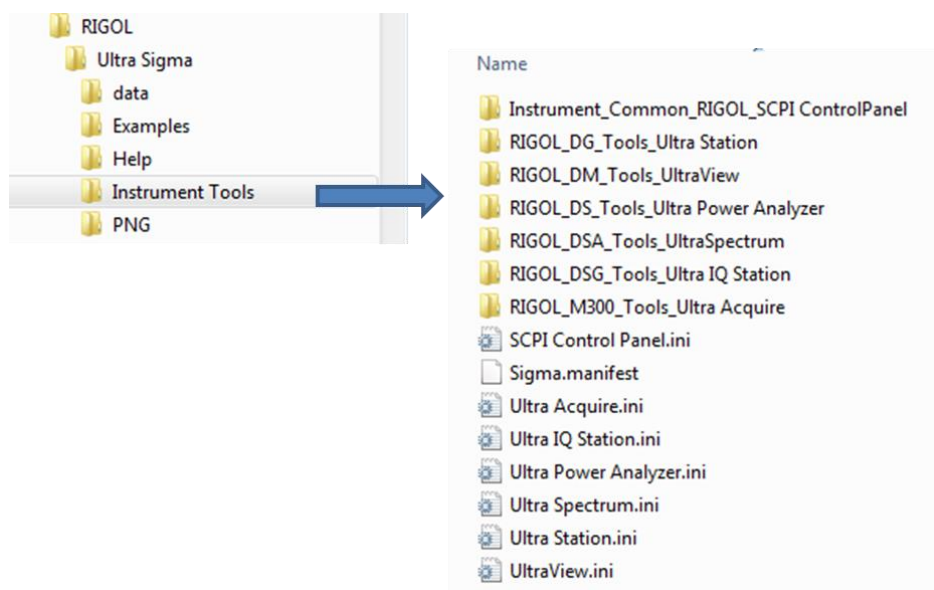 RIGOL
Ultra Sigma
data
Examples
Help
Instrument Tools
PNG
Name
Instrument_Common_RIGOL_SCPI ControlPanel
RIGOL_DG_Tools_Ultra Station
RIGOL_DM_Tools_UltraView
RIGOL_DS_Tools_Ultra Power Analyzer
RIGOL_DSA_Tools_UltraSpectrum
RIGOL_DSG_Tools_Ultra IQ Station
RIGOL_M300_Tools_Ultra Acquire
SCPI Control Panel.ini
Sigma.manifest
Ultra Acquire.ini
Ultra IQ Station.ini
Ultra Power Analyzer.ini
Ultra Spectrum.ini
Ultra Station.ini
UltraView.ini